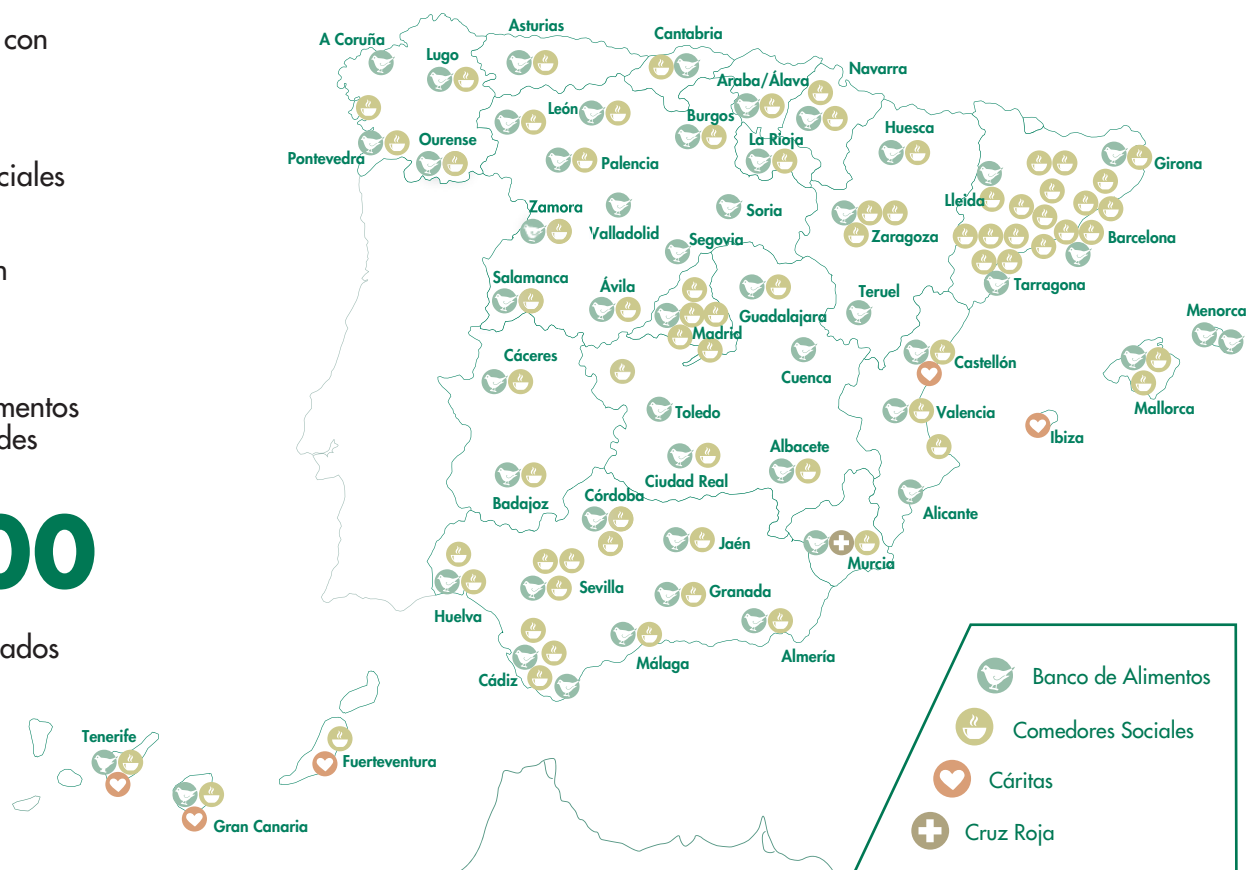 con
ciales
n
mentos
des
00
ados
A Coruña
Lugo
Asturias
Cantabria
Araba/Álava
Navarra
León
Burgos
Huesca
La Rioja
Pontevedra
Ourense
Palencia
Girona
Lleida
Zamora
Valladolid
Soria
Zaragoza
Segovia
Barcelona
Salamanca
Ávila
Guadalajara
Teruel
Tarragona
Madrid
Menorca
Cáceres
Cuenca
Castellón
Toledo
Valencia
Mallorca
Ibiza
Albacete
Ciudad Real
Badajoz
Córdoba
Alicante
Jaén
Murcia
Sevilla
Granada
Huelva
Málaga
Almería
Cádiz
Tenerife
Fuerteventura
Gran Canaria
Banco de Alimentos
Comedores Sociales
Cáritas
Cruz Roja